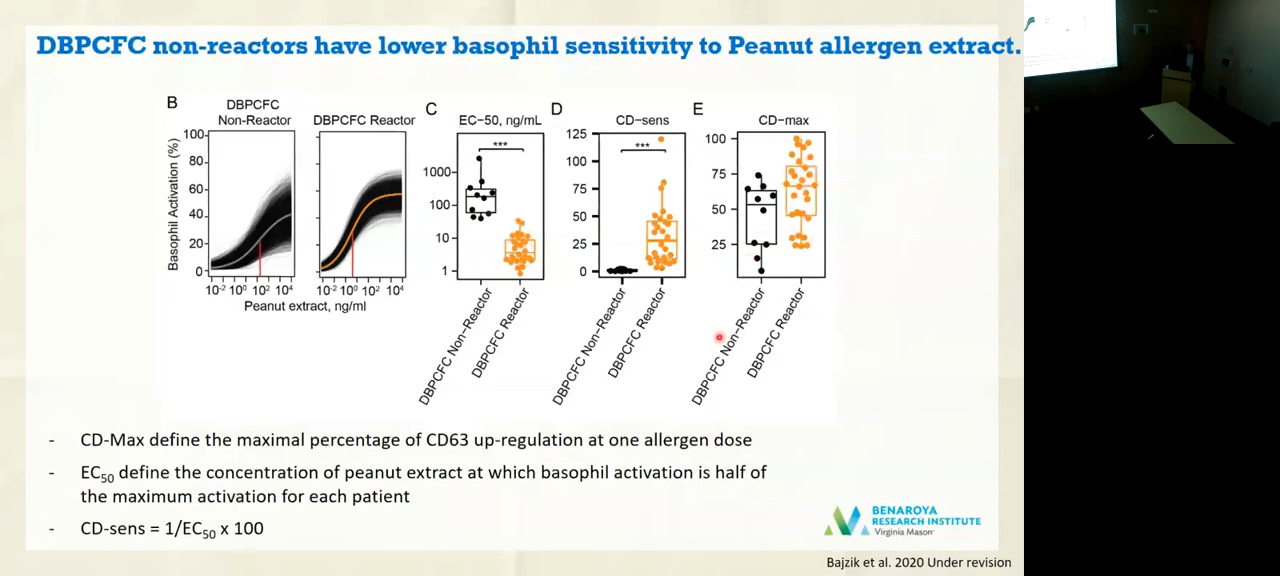 DBPCFC non-reactors have lower basophil sensitivity to Peanut allergen extract.
B
DBPCFC
Non-Reactor
DBPCFC Reactor
Basophil Activation (%)
100
80
60
40
20
0
10-2 100 102 104
10-2 100 102 104
Peanut extract, ng/ml
C
EC-50, ng/mL
***
1000
100
10
1
DBPCFC Non-Reactor
DBPCFC Reactor
D
CD-sens
***
125
100
75
50
25
0
DBPCFC Non-Reactor
DBPCFC Reactor
E
CD-max
100
75
50
25
DBPCFC Non-Reactor
DBPCFC Reactor
- CD-Max define the maximal percentage of CD63 up-regulation at one allergen dose
- EC50 define the concentration of peanut extract at which basophil activation is half of
the maximum activation for each patient
- CD-sens = 1/EC50 x 100
BENAROYA
RESEARCH INSTITUTE
Virginia Mason
Bajzik et al. 2020 Under revision